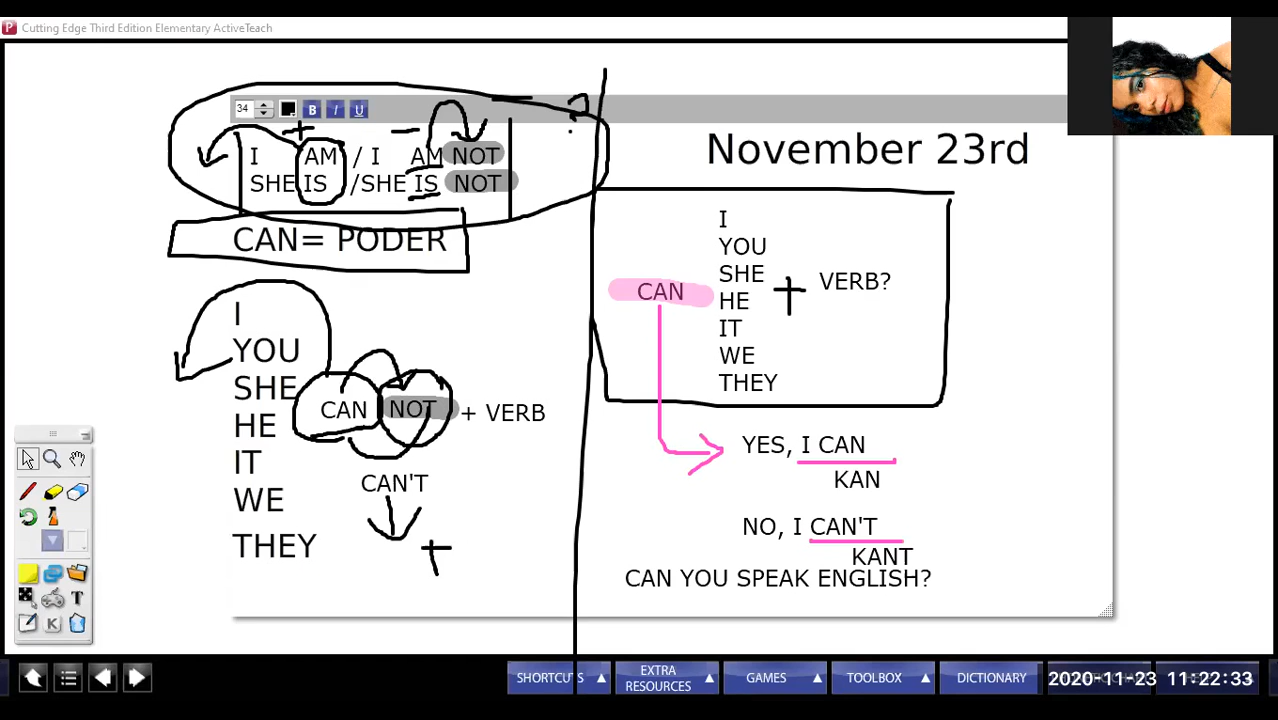 Cutting Edge Third Edition Elementary ActiveTeach
34 B I U
+ − ?
I AM / I AM NOT
SHE IS /SHE IS NOT
CAN= PODER
I
YOU
SHE
HE
IT
WE
THEY
CAN NOT + VERB
CAN'T
+
November 23rd
CAN
I
YOU
SHE
HE
IT
WE
THEY
+ VERB?
YES, I CAN
KAN
NO, I CAN'T
KANT
CAN YOU SPEAK ENGLISH?
T
K
SHORTCUTS
EXTRA
RESOURCES
GAMES
TOOLBOX
DICTIONARY
2020-11-23 11:22:33